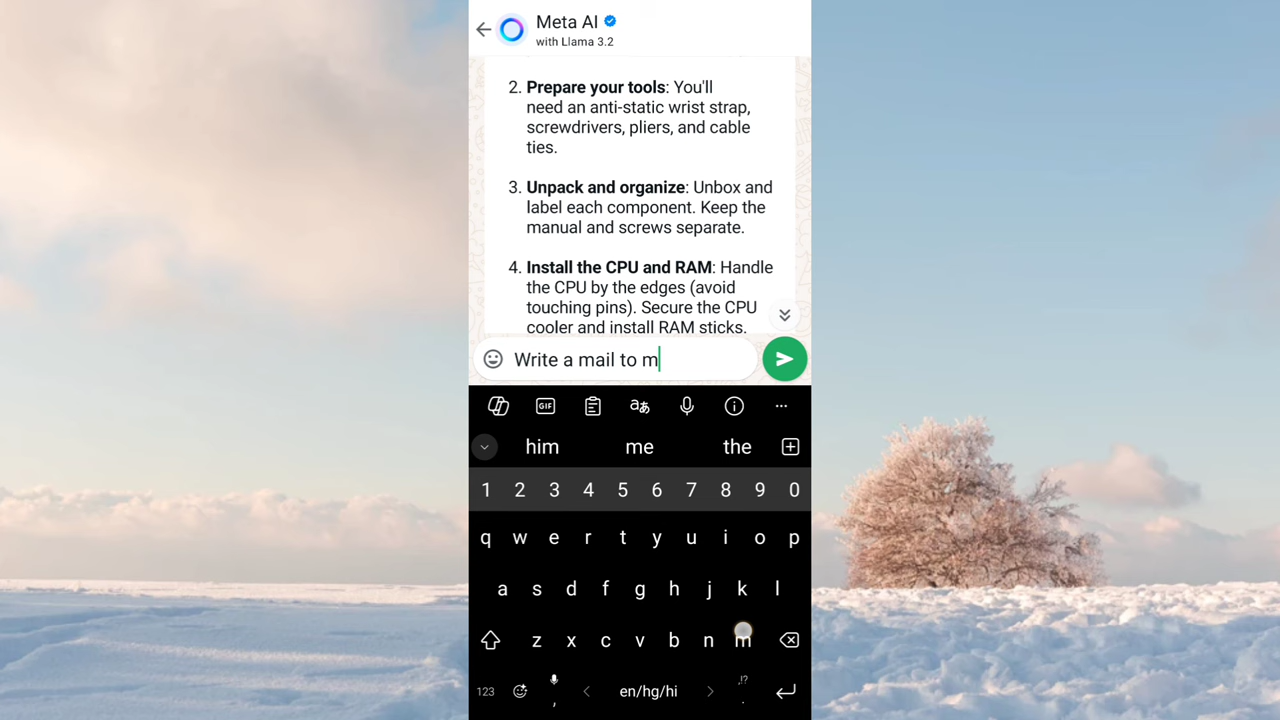 Meta AI
with Llama 3.2
2. Prepare your tools: You'll
need an anti-static wrist strap,
screwdrivers, pliers, and cable
ties.
3. Unpack and organize: Unbox and
label each component. Keep the
manual and screws separate.
4. Install the CPU and RAM: Handle
the CPU by the edges (avoid
touching pins). Secure the CPU
cooler and install RAM sticks.
Write a mail to m
GIF aあ
him me the
1 2 3 4 5 6 7 8 9 0
q w e r t y u i o p
a s d f g h j k l
z x c v b n m
123 , en/hg/hi ,!? .